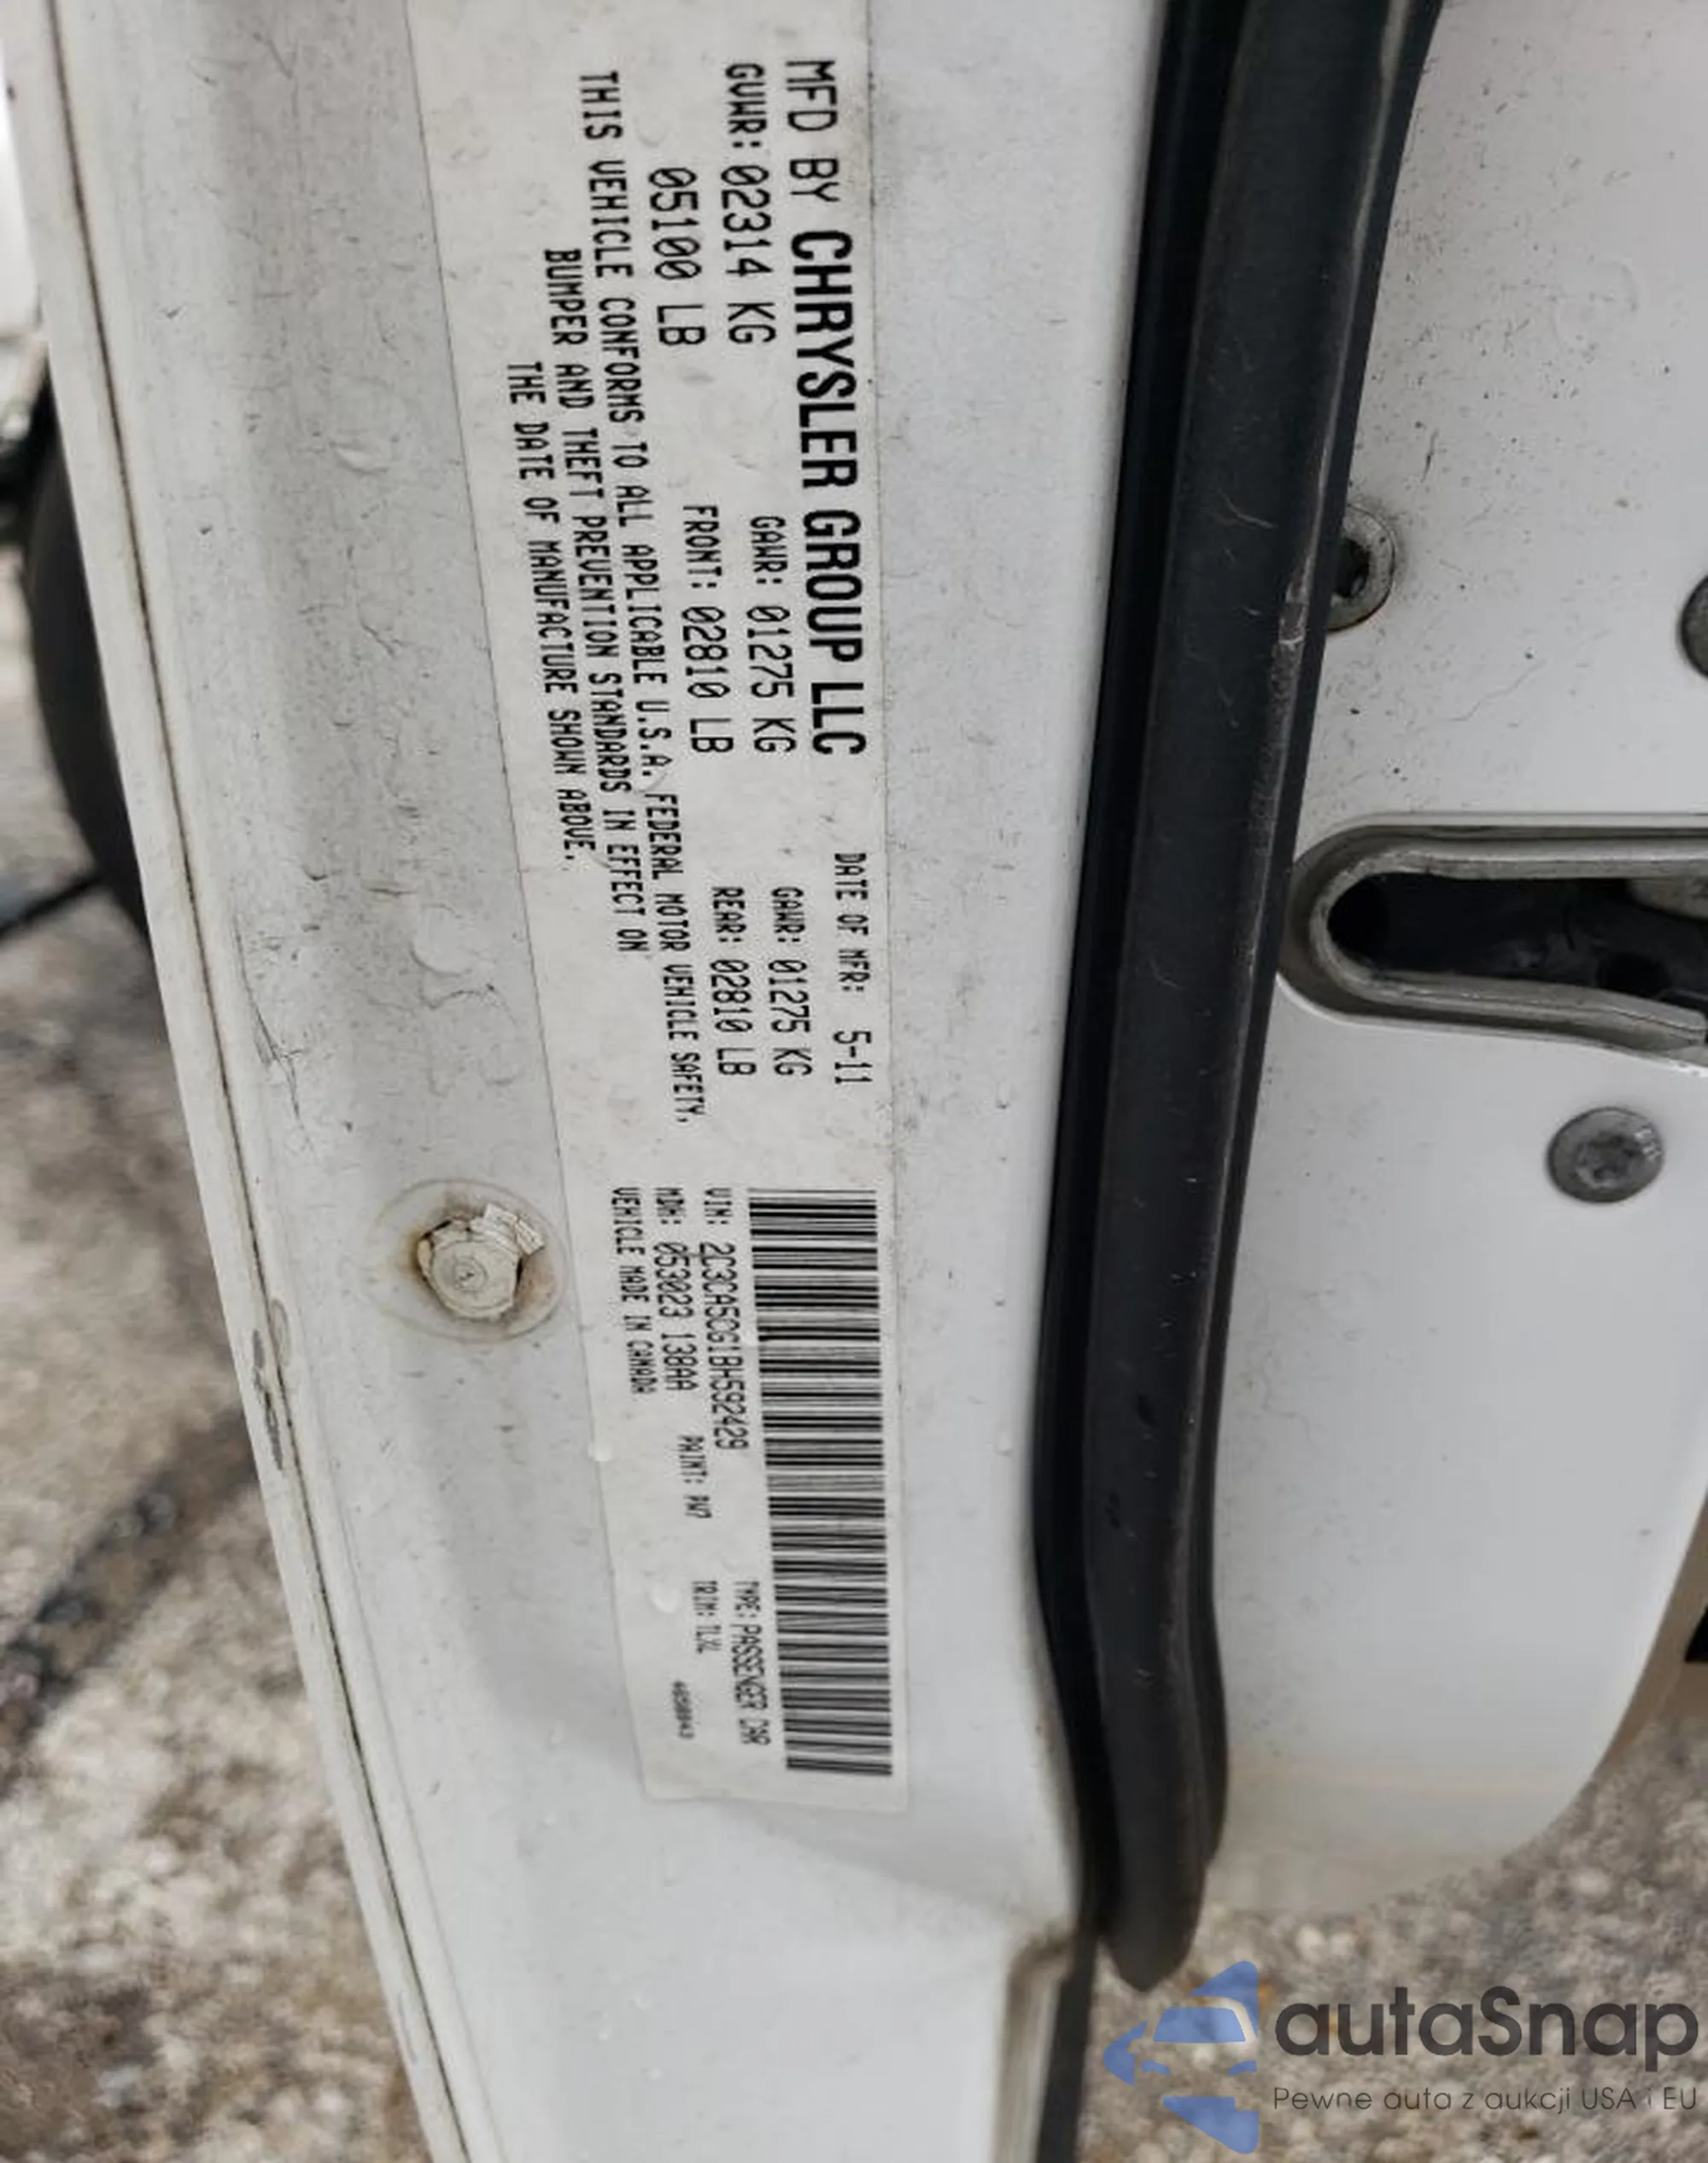 MFD BY CHRYSLER GROUP LLC
DATE OF MFR: 5-11
GVWR: 02314 KG
05100 LB
GAWR: 01275 KG
FRONT: 02810 LB
GAWR: 01275 KG
REAR: 02810 LB
THIS VEHICLE CONFORMS TO ALL APPLICABLE U.S.A. FEDERAL MOTOR VEHICLE SAFETY,
BUMPER AND THEFT PREVENTION STANDARDS IN EFFECT ON
THE DATE OF MANUFACTURE SHOWN ABOVE.
VIN: 2C3CA5CG1BH592429
TYPE: PASSENGER CAR
MDH: 053023 138AA
PAINT: PW7
TRIM: TLXL
VEHICLE MADE IN CANADA
autaSnap
Pewne auta z aukcji USA i EU